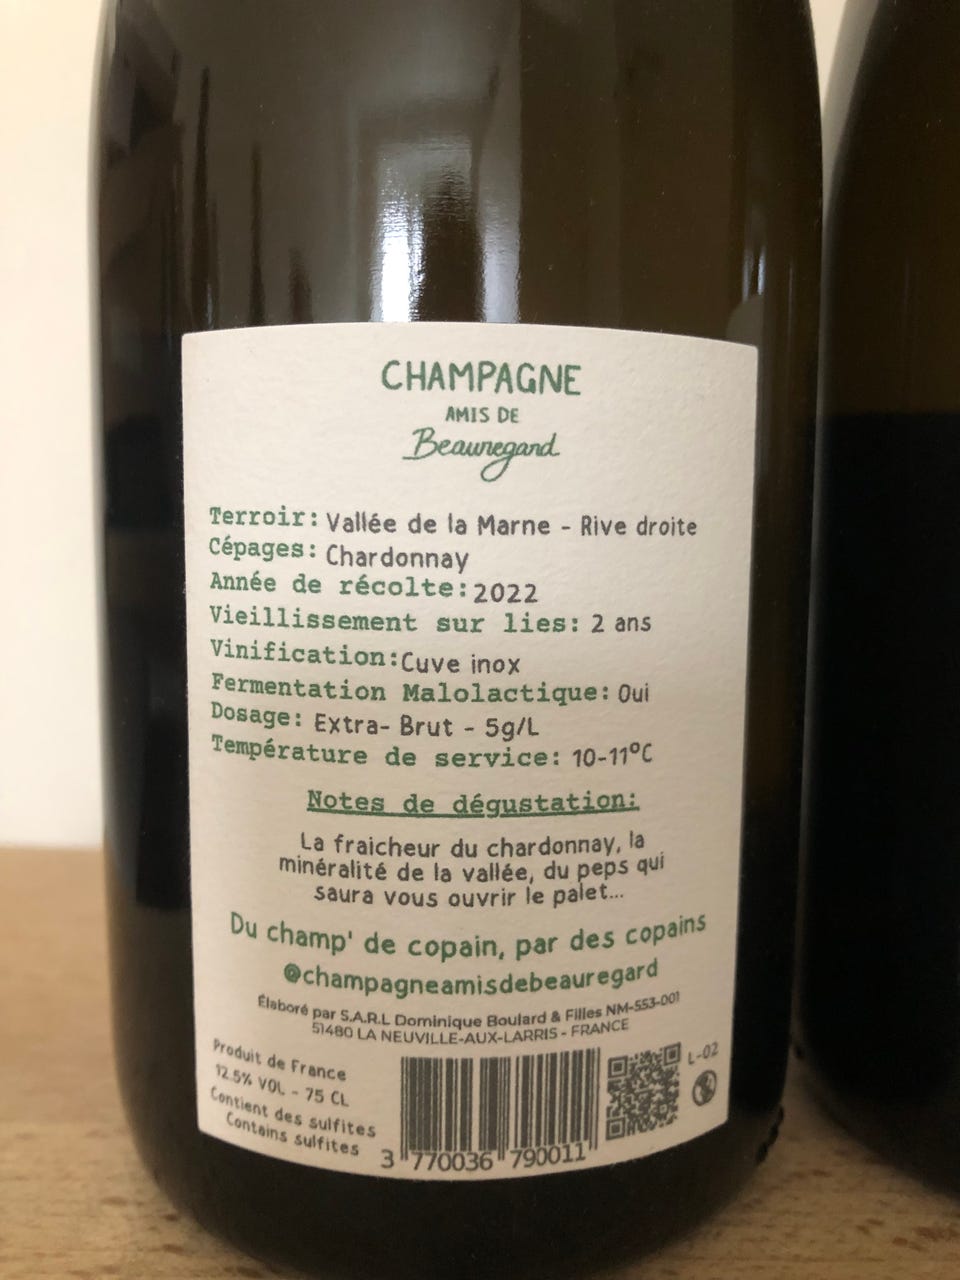 CHAMPAGNE
AMIS DE
Beauregard
Terroir: Vallée de la Marne - Rive droite
Cépages: Chardonnay
Année de récolte: 2022
Vieillissement sur lies: 2 ans
Vinification: Cuve inox
Fermentation Malolactique: Oui
Dosage: Extra- Brut - 5g/L
Température de service: 10-11°C
Notes de dégustation:
La fraicheur du chardonnay, la
minéralité de la vallée, du peps qui
saura vous ouvrir le palet...
Du champ' de copain, par des copains
@champagneamisdebeauregard
Élaboré par S.A.R.L Dominique Boulard & Filles NM-553-001
51480 LA NEUVILLE-AUX-LARRIS - FRANCE
Produit de France
12.5% VOL - 75 CL
Contient des sulfites
Contains sulfites
3 770036 790011
L-02